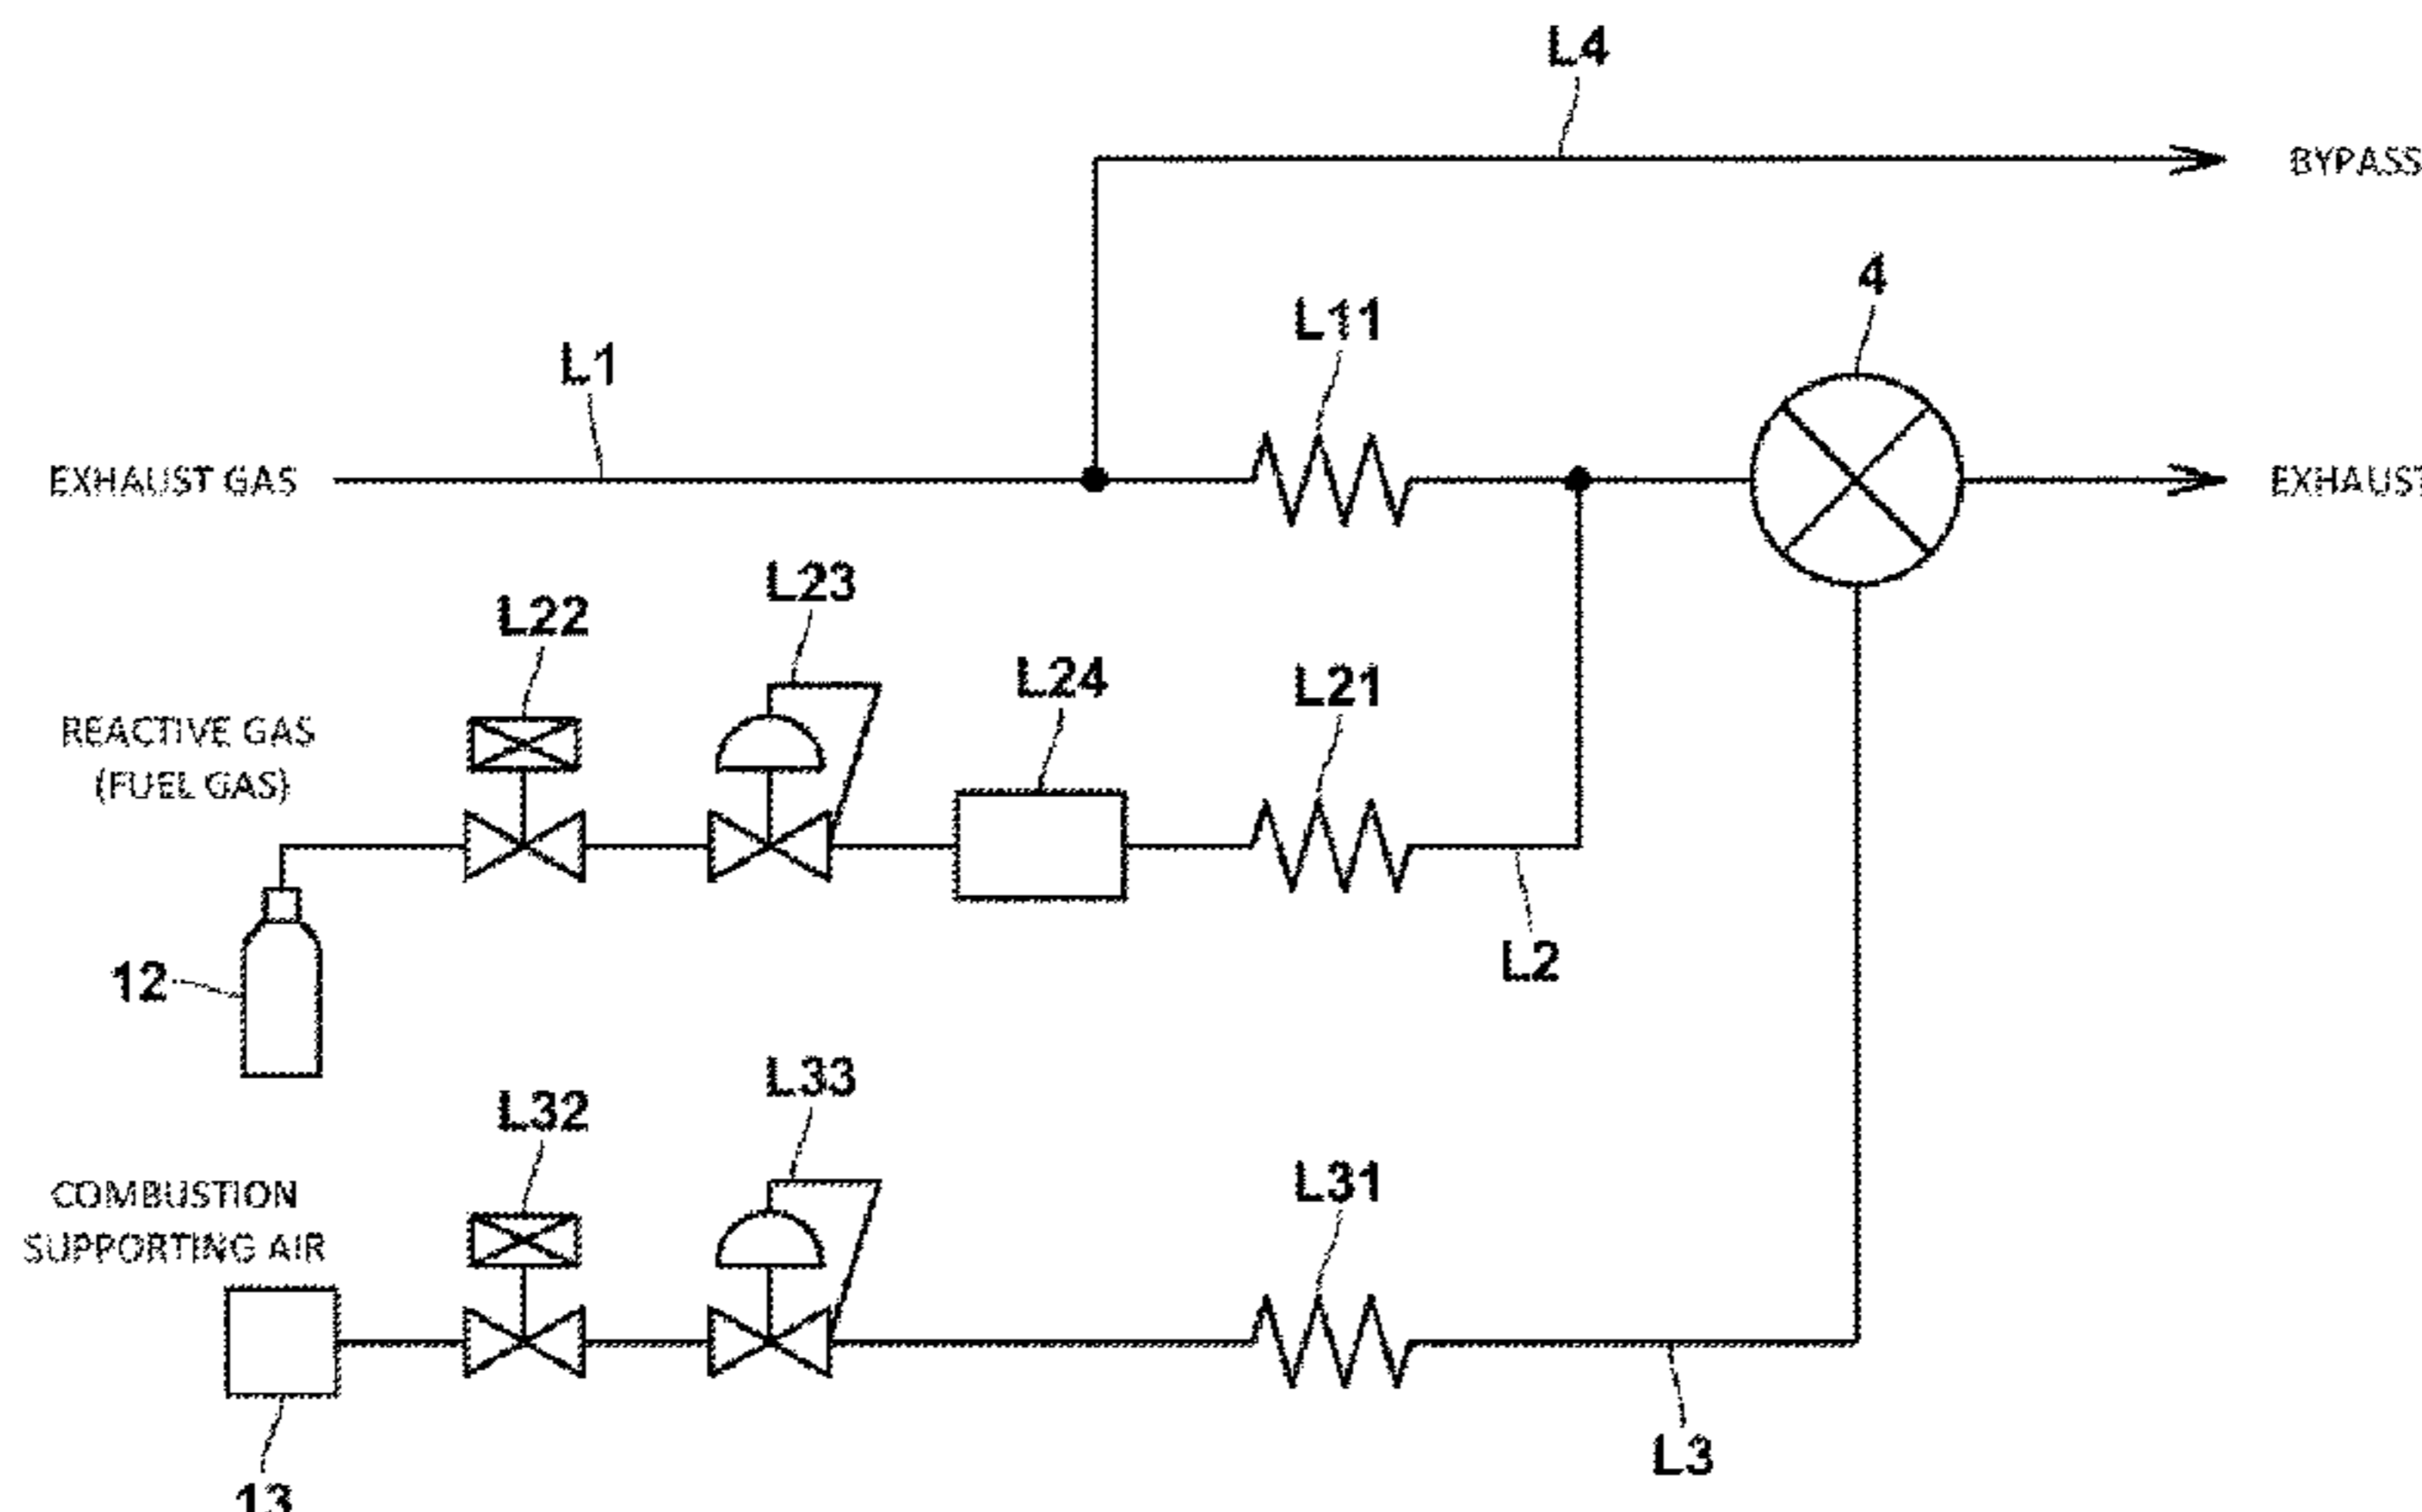 L4
BYPASS
4
L11
L1
EXHAUST GAS
EXHAUST
L23
L22
L24
L21
REACTIVE GAS
(FUEL GAS)
L2
12
L33
L32
L31
COMBUSTION
SUPPORTING AIR
L3
13